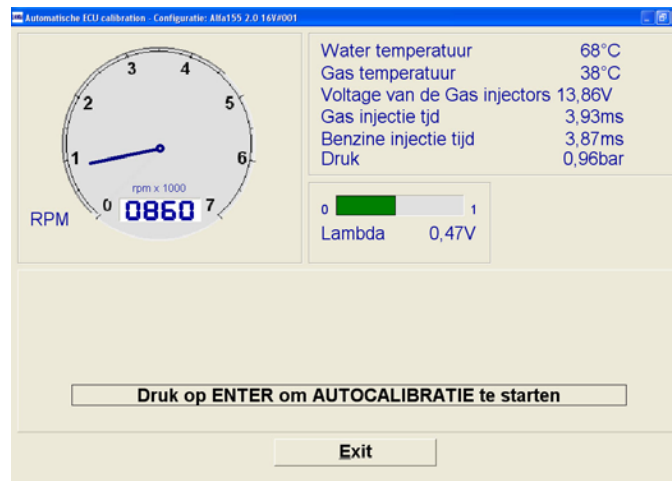 Automatische ECU calibration - Configuratie: Alfa155 2.0 16V#001
0 1 2 3 4 5 6 7
rpm x 1000
0860
RPM
Water temperatuur 68°C
Gas temperatuur 38°C
Voltage van de Gas injectors 13,86V
Gas injectie tjd 3,93ms
Benzine injectie tijd 3,87ms
Druk 0,96bar
0 1
Lambda 0,47V
Druk op ENTER om AUTOCALIBRATIE te starten
Exit